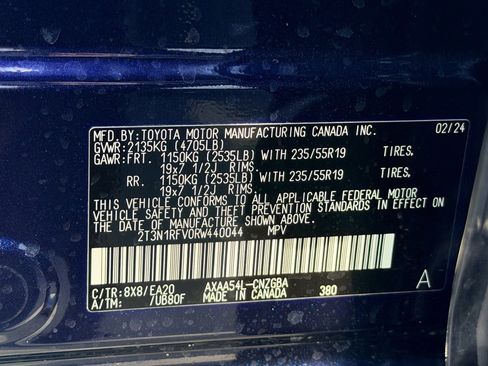 MFD.BY:TOYOTA MOTOR MANUFACTURING CANADA INC. 02/24
GVWR:2135KG (4705LB)
GAWR:FRT. 1150KG (2535LB) WITH 235/55R19 TIRES,
19x7 1/2J RIMS,
RR. 1150KG (2535LB) WITH 235/55R19 TIRES,
19x7 1/2J RIMS,
THIS VEHICLE CONFORMS TO ALL APPLICABLE FEDERAL MOTOR
VEHICLE SAFETY AND THEFT PREVENTION STANDARDS IN EFFECT ON
THE DATE OF MANUFACTURE SHOWN ABOVE.
2T3N1RFV0RW440044 MPV
C/TR:8X8/EA20 AXAA54L-CNZGBA A
A/TM: /UB80F MADE IN CANADA 380